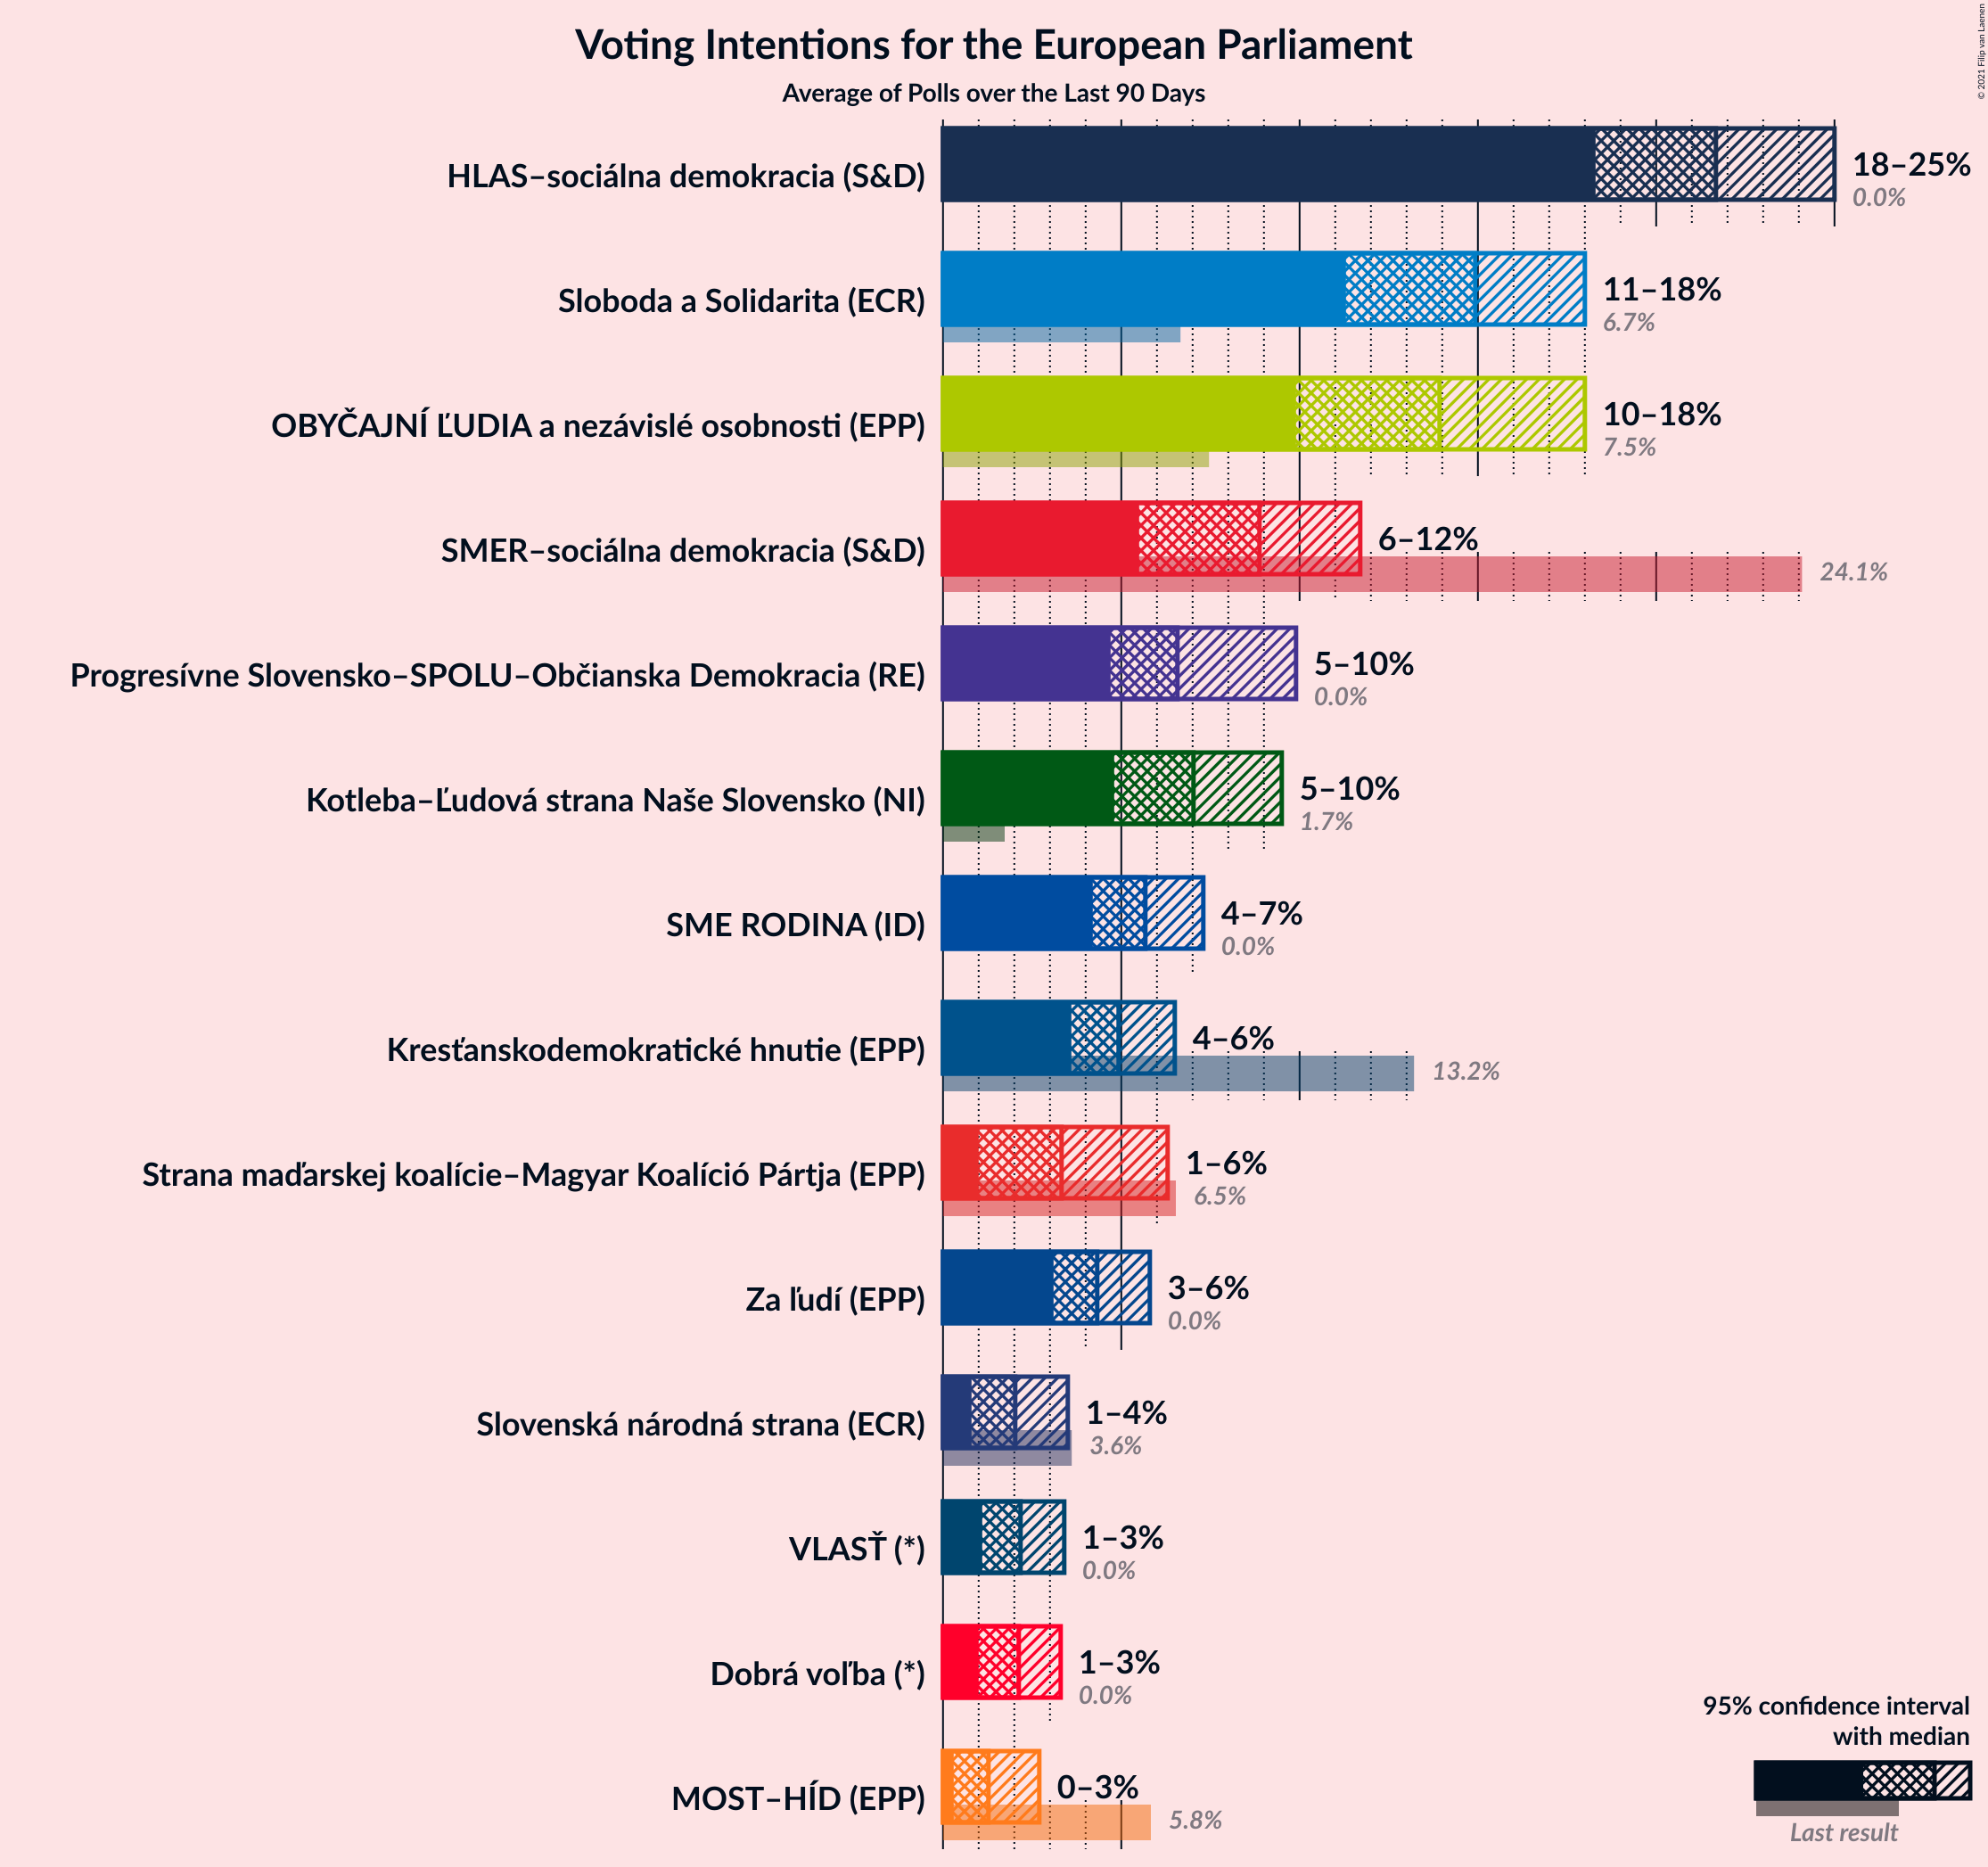 Voting Intentions for the European Parliament
Average of Polls over the Last 90 Days
© 2021 Filip van Laenen
HLAS–sociálna demokracia (S&D)
18–25%
0.0%
Sloboda a Solidarita (ECR)
11–18%
6.7%
OBYČAJNÍ ĽUDIA a nezávislé osobnosti (EPP)
10–18%
7.5%
SMER–sociálna demokracia (S&D)
6–12%
24.1%
Progresívne Slovensko–SPOLU–Občianska Demokracia (RE)
5–10%
0.0%
Kotleba–Ľudová strana Naše Slovensko (NI)
5–10%
1.7%
SME RODINA (ID)
4–7%
0.0%
Kresťanskodemokratické hnutie (EPP)
4–6%
13.2%
Strana maďarskej koalície–Magyar Koalíció Pártja (EPP)
1–6%
6.5%
Za ľudí (EPP)
3–6%
0.0%
Slovenská národná strana (ECR)
1–4%
3.6%
VLASŤ (*)
1–3%
0.0%
Dobrá voľba (*)
1–3%
0.0%
MOST–HÍD (EPP)
0–3%
5.8%
95% confidence interval
with median
Last result